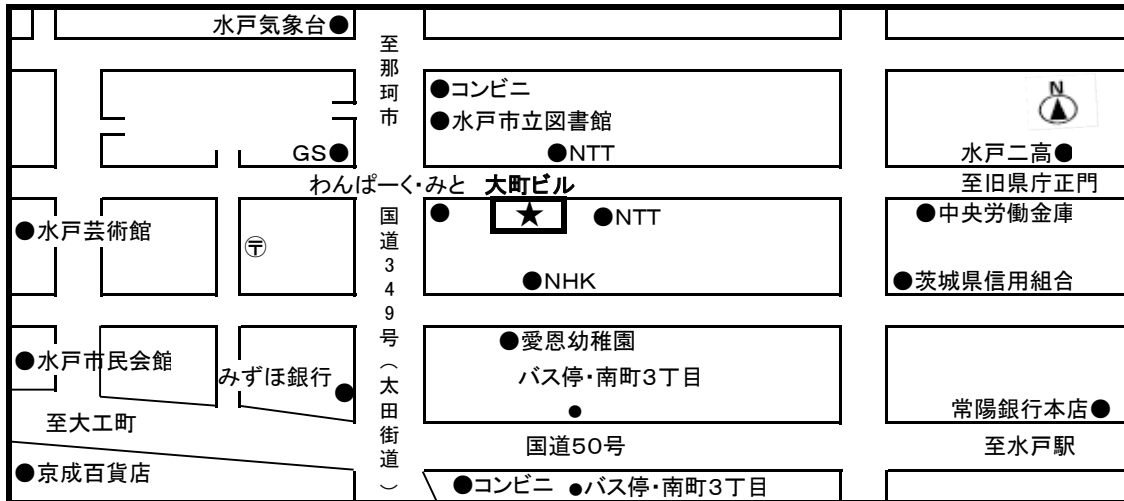 水戸気象台●
至那珂市
N
●コンビニ
●水戸市立図書館
GS●
●NTT
水戸二高●
わんぱーく・みと
大町ビル
至旧県庁正門
●水戸芸術館
〒
★
●NTT
●中央労働金庫
国道349号（太田街道）
●NHK
●茨城県信用組合
●水戸市民会館
みずほ銀行
●愛恩幼稚園
バス停・南町3丁目
常陽銀行本店●
至大工町
国道50号
至水戸駅
●京成百貨店
●コンビニ
●バス停・南町3丁目